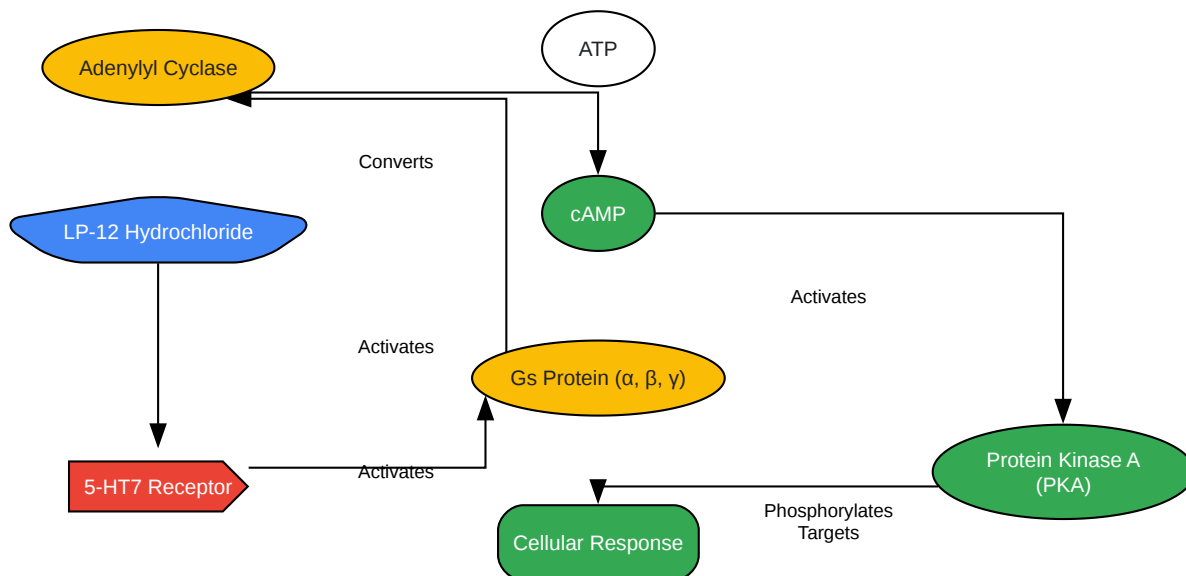 ATP
Adenylyl Cyclase
Converts
cAMP
LP-12 Hydrochloride
Activates
Activates
Gs Protein (α, β, γ)
Activates
5-HT7 Receptor
Protein Kinase A
(PKA)
Phosphorylates
Targets
Cellular Response